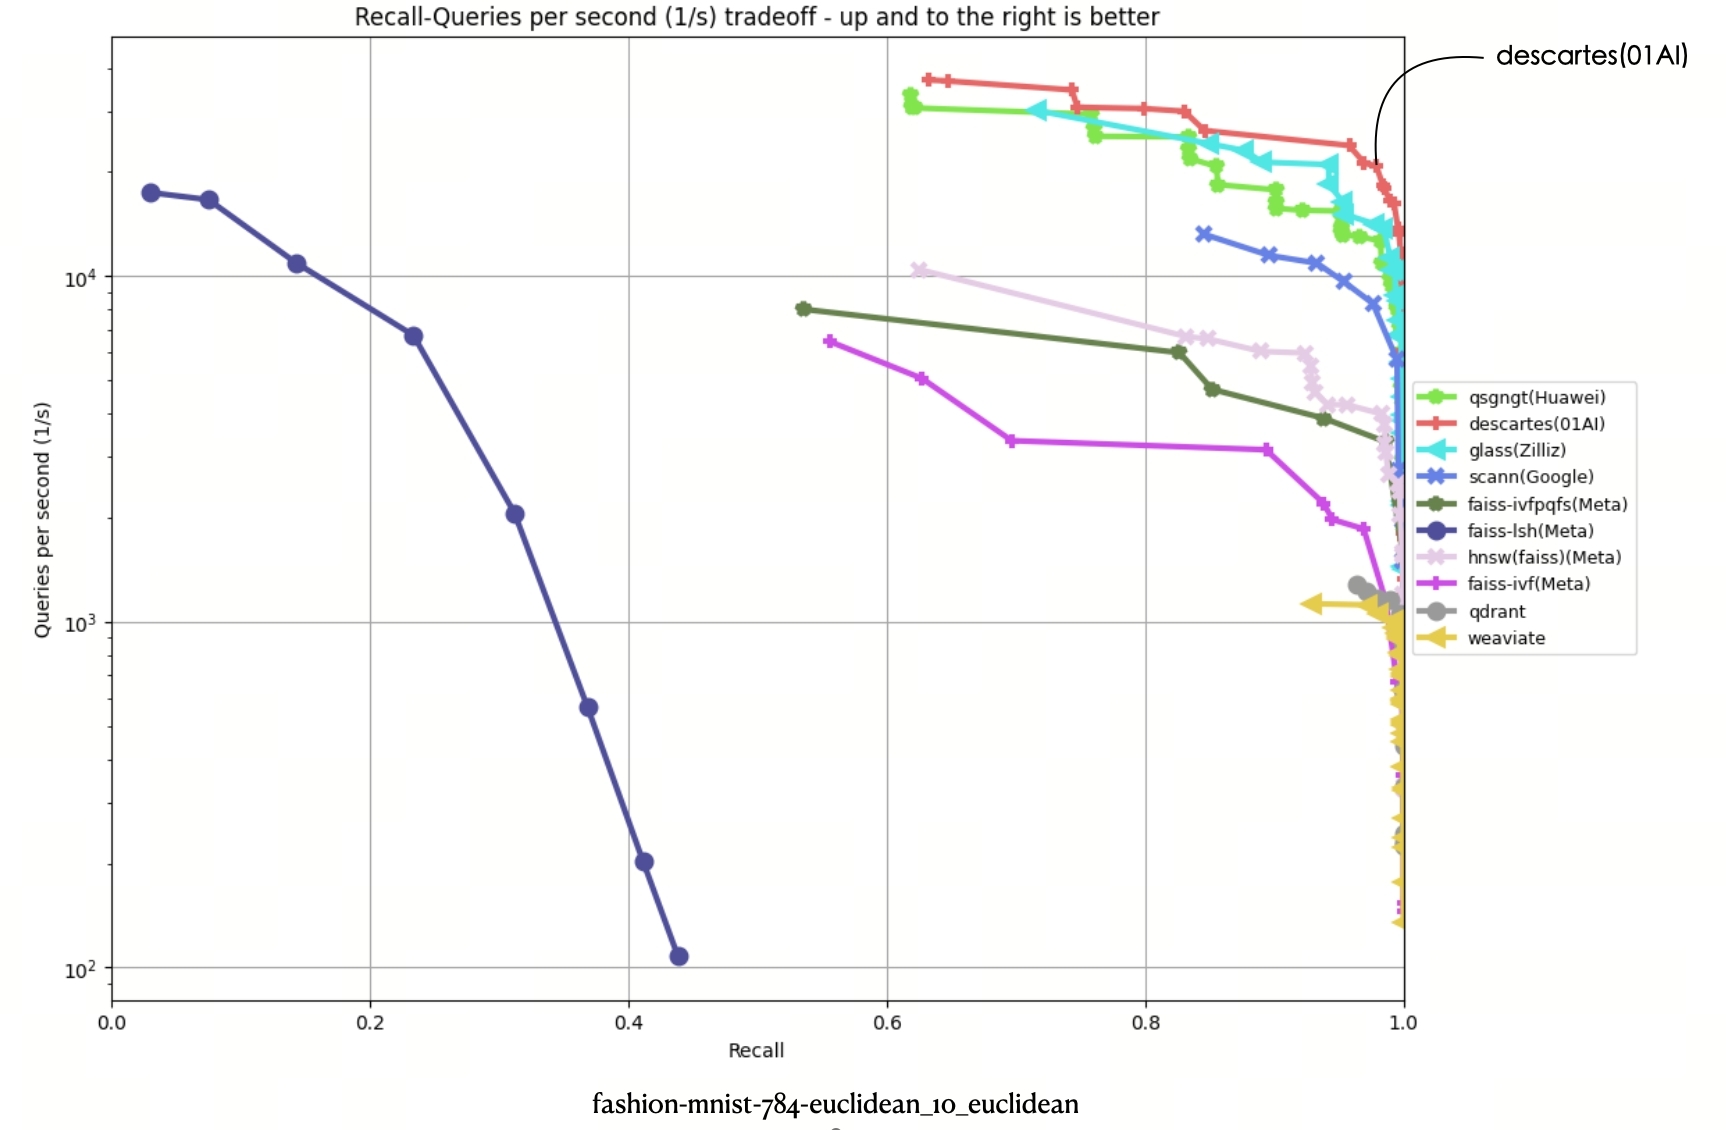 Recall-Queries per second (1/s) tradeoff - up and to the right is better
descartes(01AI)
Queries per second (1/s)
10⁴
10³
10²
qsgngt(Huawei)
descartes(01AI)
glass(Zilliz)
scann(Google)
faiss-ivfpqfs(Meta)
faiss-lsh(Meta)
hnsw(faiss)(Meta)
faiss-ivf(Meta)
qdrant
weaviate
0.0 0.2 0.4 0.6 0.8 1.0
Recall
fashion-mnist-784-euclidean_10_euclidean